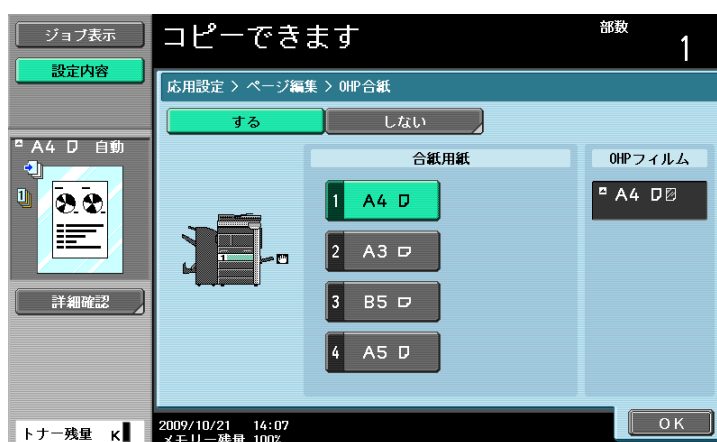 ジョブ表示
コピーできます
部数
1
設定内容
応用設定 > ページ編集 > OHP合紙
する
しない
A4 自動
合紙用紙
OHPフィルム
1 A4
A4
2 A3
1
詳細確認
3 B5
4 A5
トナー残量 K
2009/10/21 14:07
メモリー残量 100%
OK